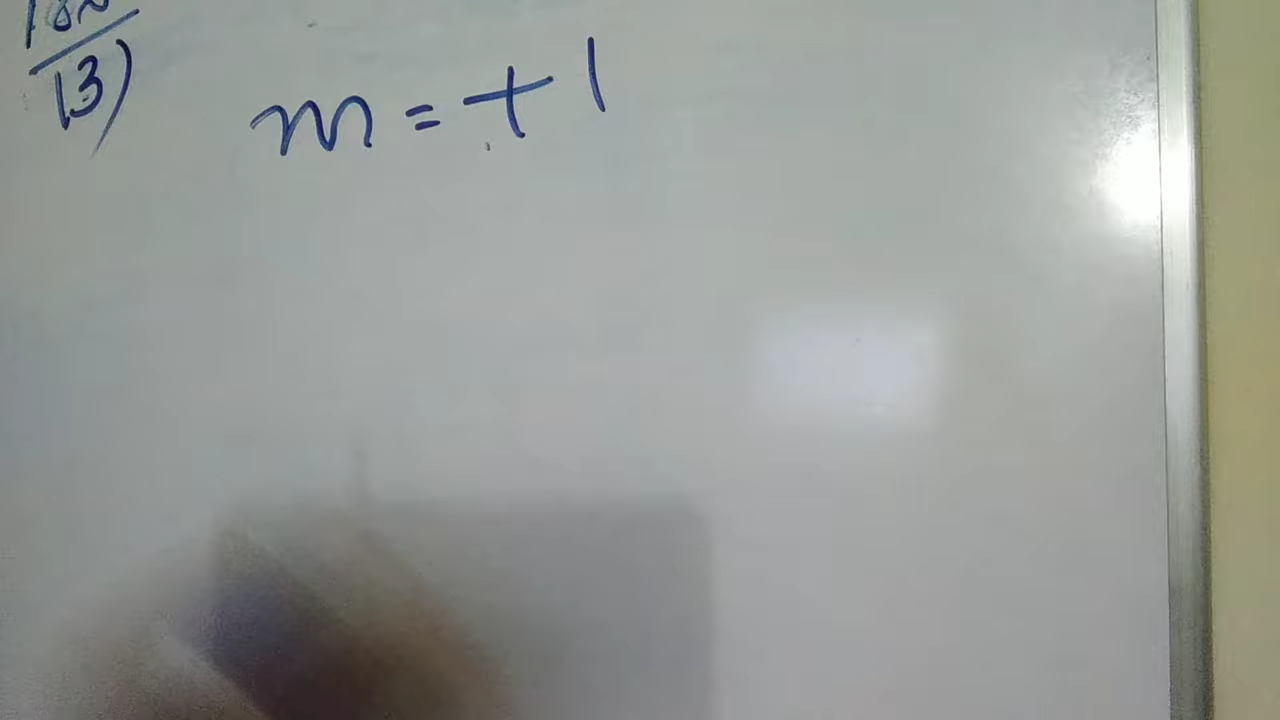 13)
m = + 1